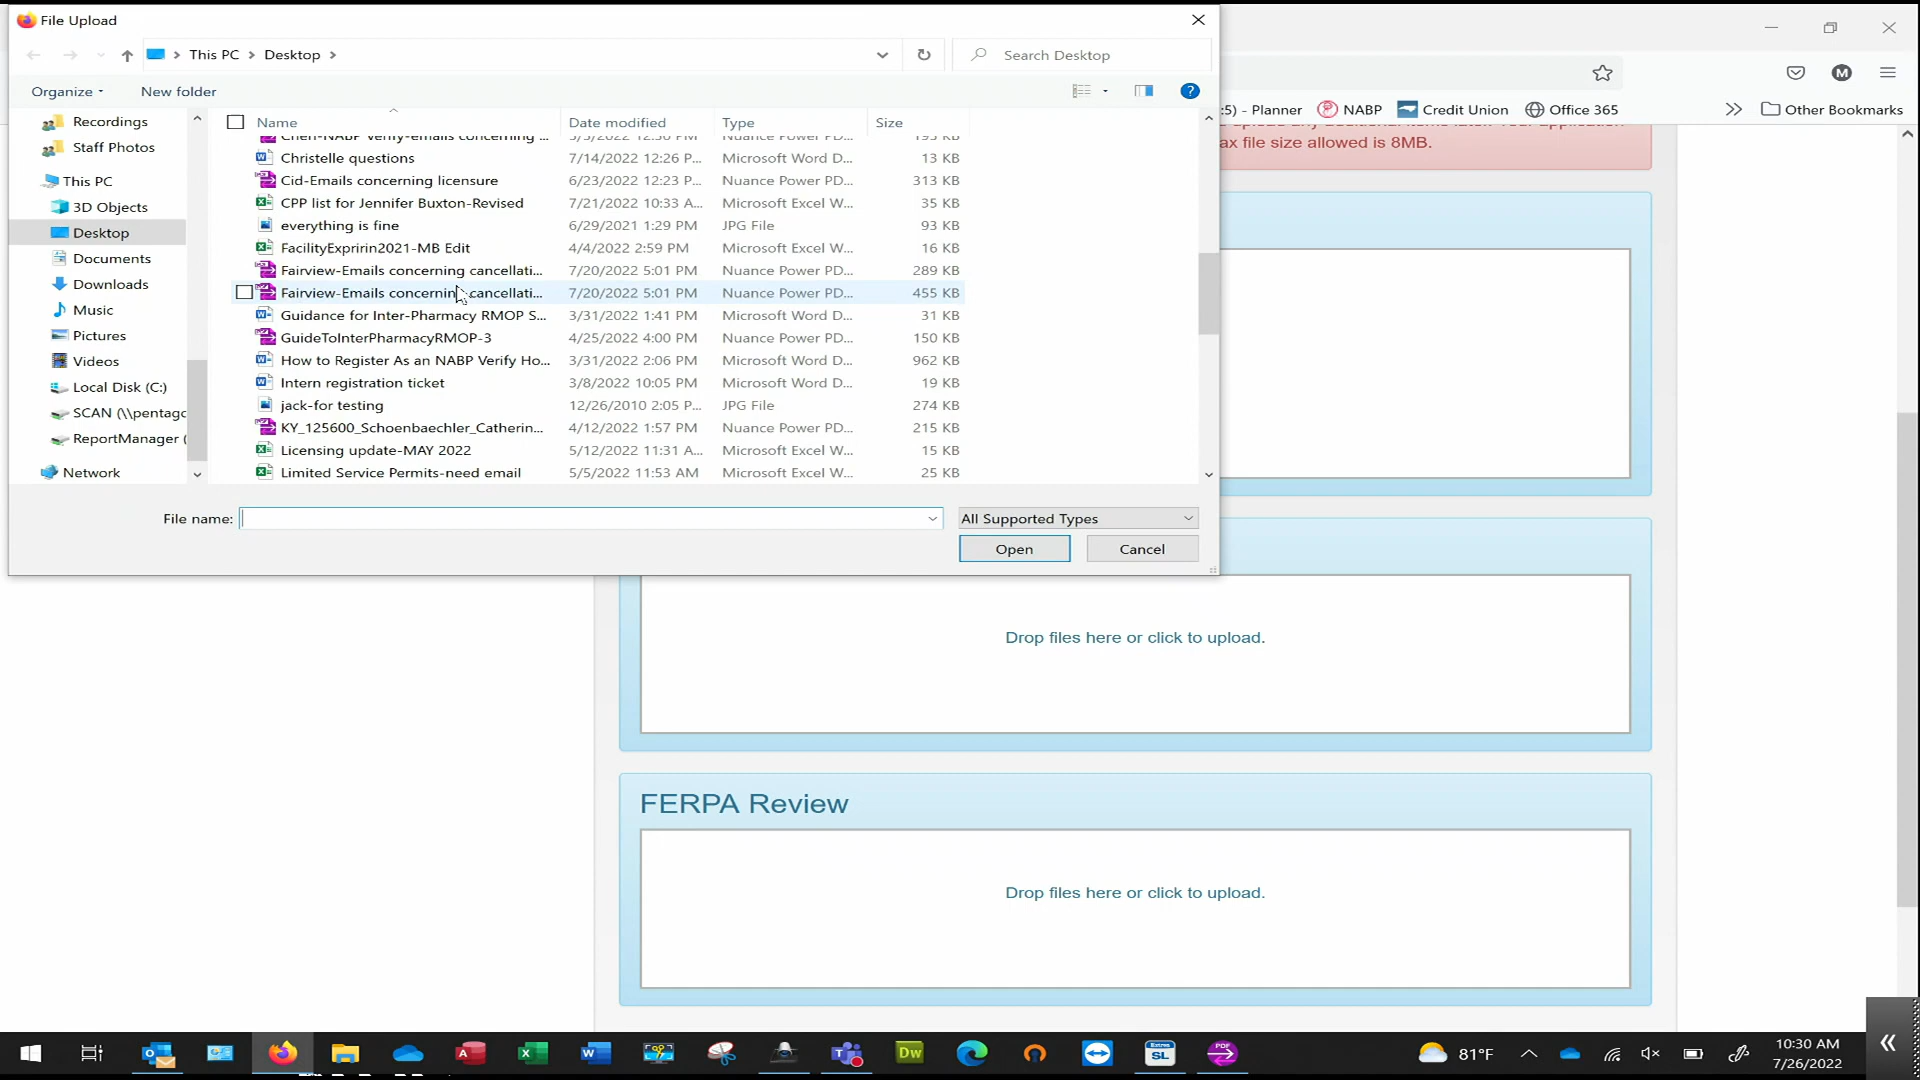 File Upload
This PC > Desktop >
Search Desktop
Organize
New folder
Name
Date modified
Type
Size
Recordings
Staff Photos
This PC
3D Objects
Desktop
Documents
Downloads
Music
Pictures
Videos
Local Disk (C:)
SCAN (\\pentagc
ReportManager (
Network
Christelle questions 7/14/2022 12:26 P... Microsoft Word D... 13 KB
Cid-Emails concerning licensure 6/23/2022 12:23 P... Nuance Power PD... 313 KB
CPP list for Jennifer Buxton-Revised 7/21/2022 10:33 A... Microsoft Excel W... 35 KB
everything is fine 6/29/2021 1:29 PM JPG File 93 KB
FacilityExpririn2021-MB Edit 4/4/2022 2:59 PM Microsoft Excel W... 16 KB
Fairview-Emails concerning cancellati... 7/20/2022 5:01 PM Nuance Power PD... 289 KB
Fairview-Emails concerning cancellati... 7/20/2022 5:01 PM Nuance Power PD... 455 KB
Guidance for Inter-Pharmacy RMOP S... 3/31/2022 1:41 PM Microsoft Word D... 31 KB
GuideToInterPharmacyRMOP-3 4/25/2022 4:00 PM Nuance Power PD... 150 KB
How to Register As an NABP Verify Ho... 3/31/2022 2:06 PM Microsoft Word D... 962 KB
Intern registration ticket 3/8/2022 10:05 PM Microsoft Word D... 19 KB
jack-for testing 12/26/2010 2:05 P... JPG File 274 KB
KY_125600_Schoenbaechler_Catherin... 4/12/2022 1:57 PM Nuance Power PD... 215 KB
Licensing update-MAY 2022 5/12/2022 11:31 A... Microsoft Excel W... 15 KB
Limited Service Permits-need email 5/5/2022 11:53 AM Microsoft Excel W... 25 KB
File name:
All Supported Types
Open
Cancel
M
:5) - Planner
NABP
Credit Union
Office 365
Other Bookmarks
ax file size allowed is 8MB.
Drop files here or click to upload.
FERPA Review
Drop files here or click to upload.
81°F
10:30 AM
7/26/2022